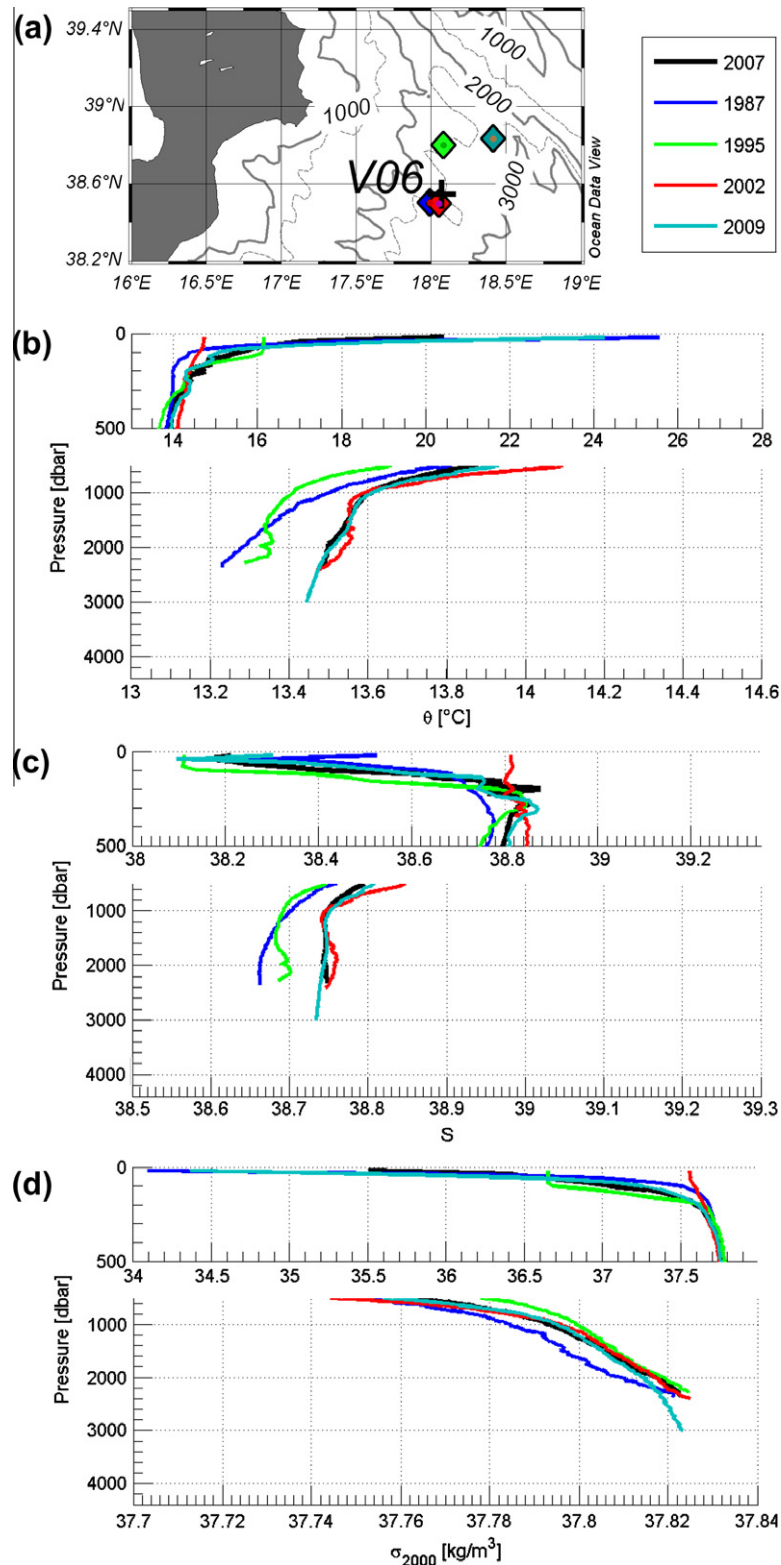 (a)
39.4°N
39°N
38.6°N
38.2°N
16°E 16.5°E 17°E 17.5°E 18°E 18.5°E 19°E
1000
1000
2000
3000
V06
Ocean Data View
2007
1987
1995
2002
2009
(b)
0
500
14 16 18 20 22 24 26 28
Pressure [dbar]
1000
2000
3000
4000
13 13.2 13.4 13.6 13.8 14 14.2 14.4 14.6
θ [°C]
(c)
0
500
38 38.2 38.4 38.6 38.8 39 39.2
Pressure [dbar]
1000
2000
3000
4000
38.5 38.6 38.7 38.8 38.9 39 39.1 39.2 39.3
S
(d)
0
500
34 34.5 35 35.5 36 36.5 37 37.5
Pressure [dbar]
1000
2000
3000
4000
37.7 37.72 37.74 37.76 37.78 37.8 37.82 37.84
σ2000 [kg/m³]